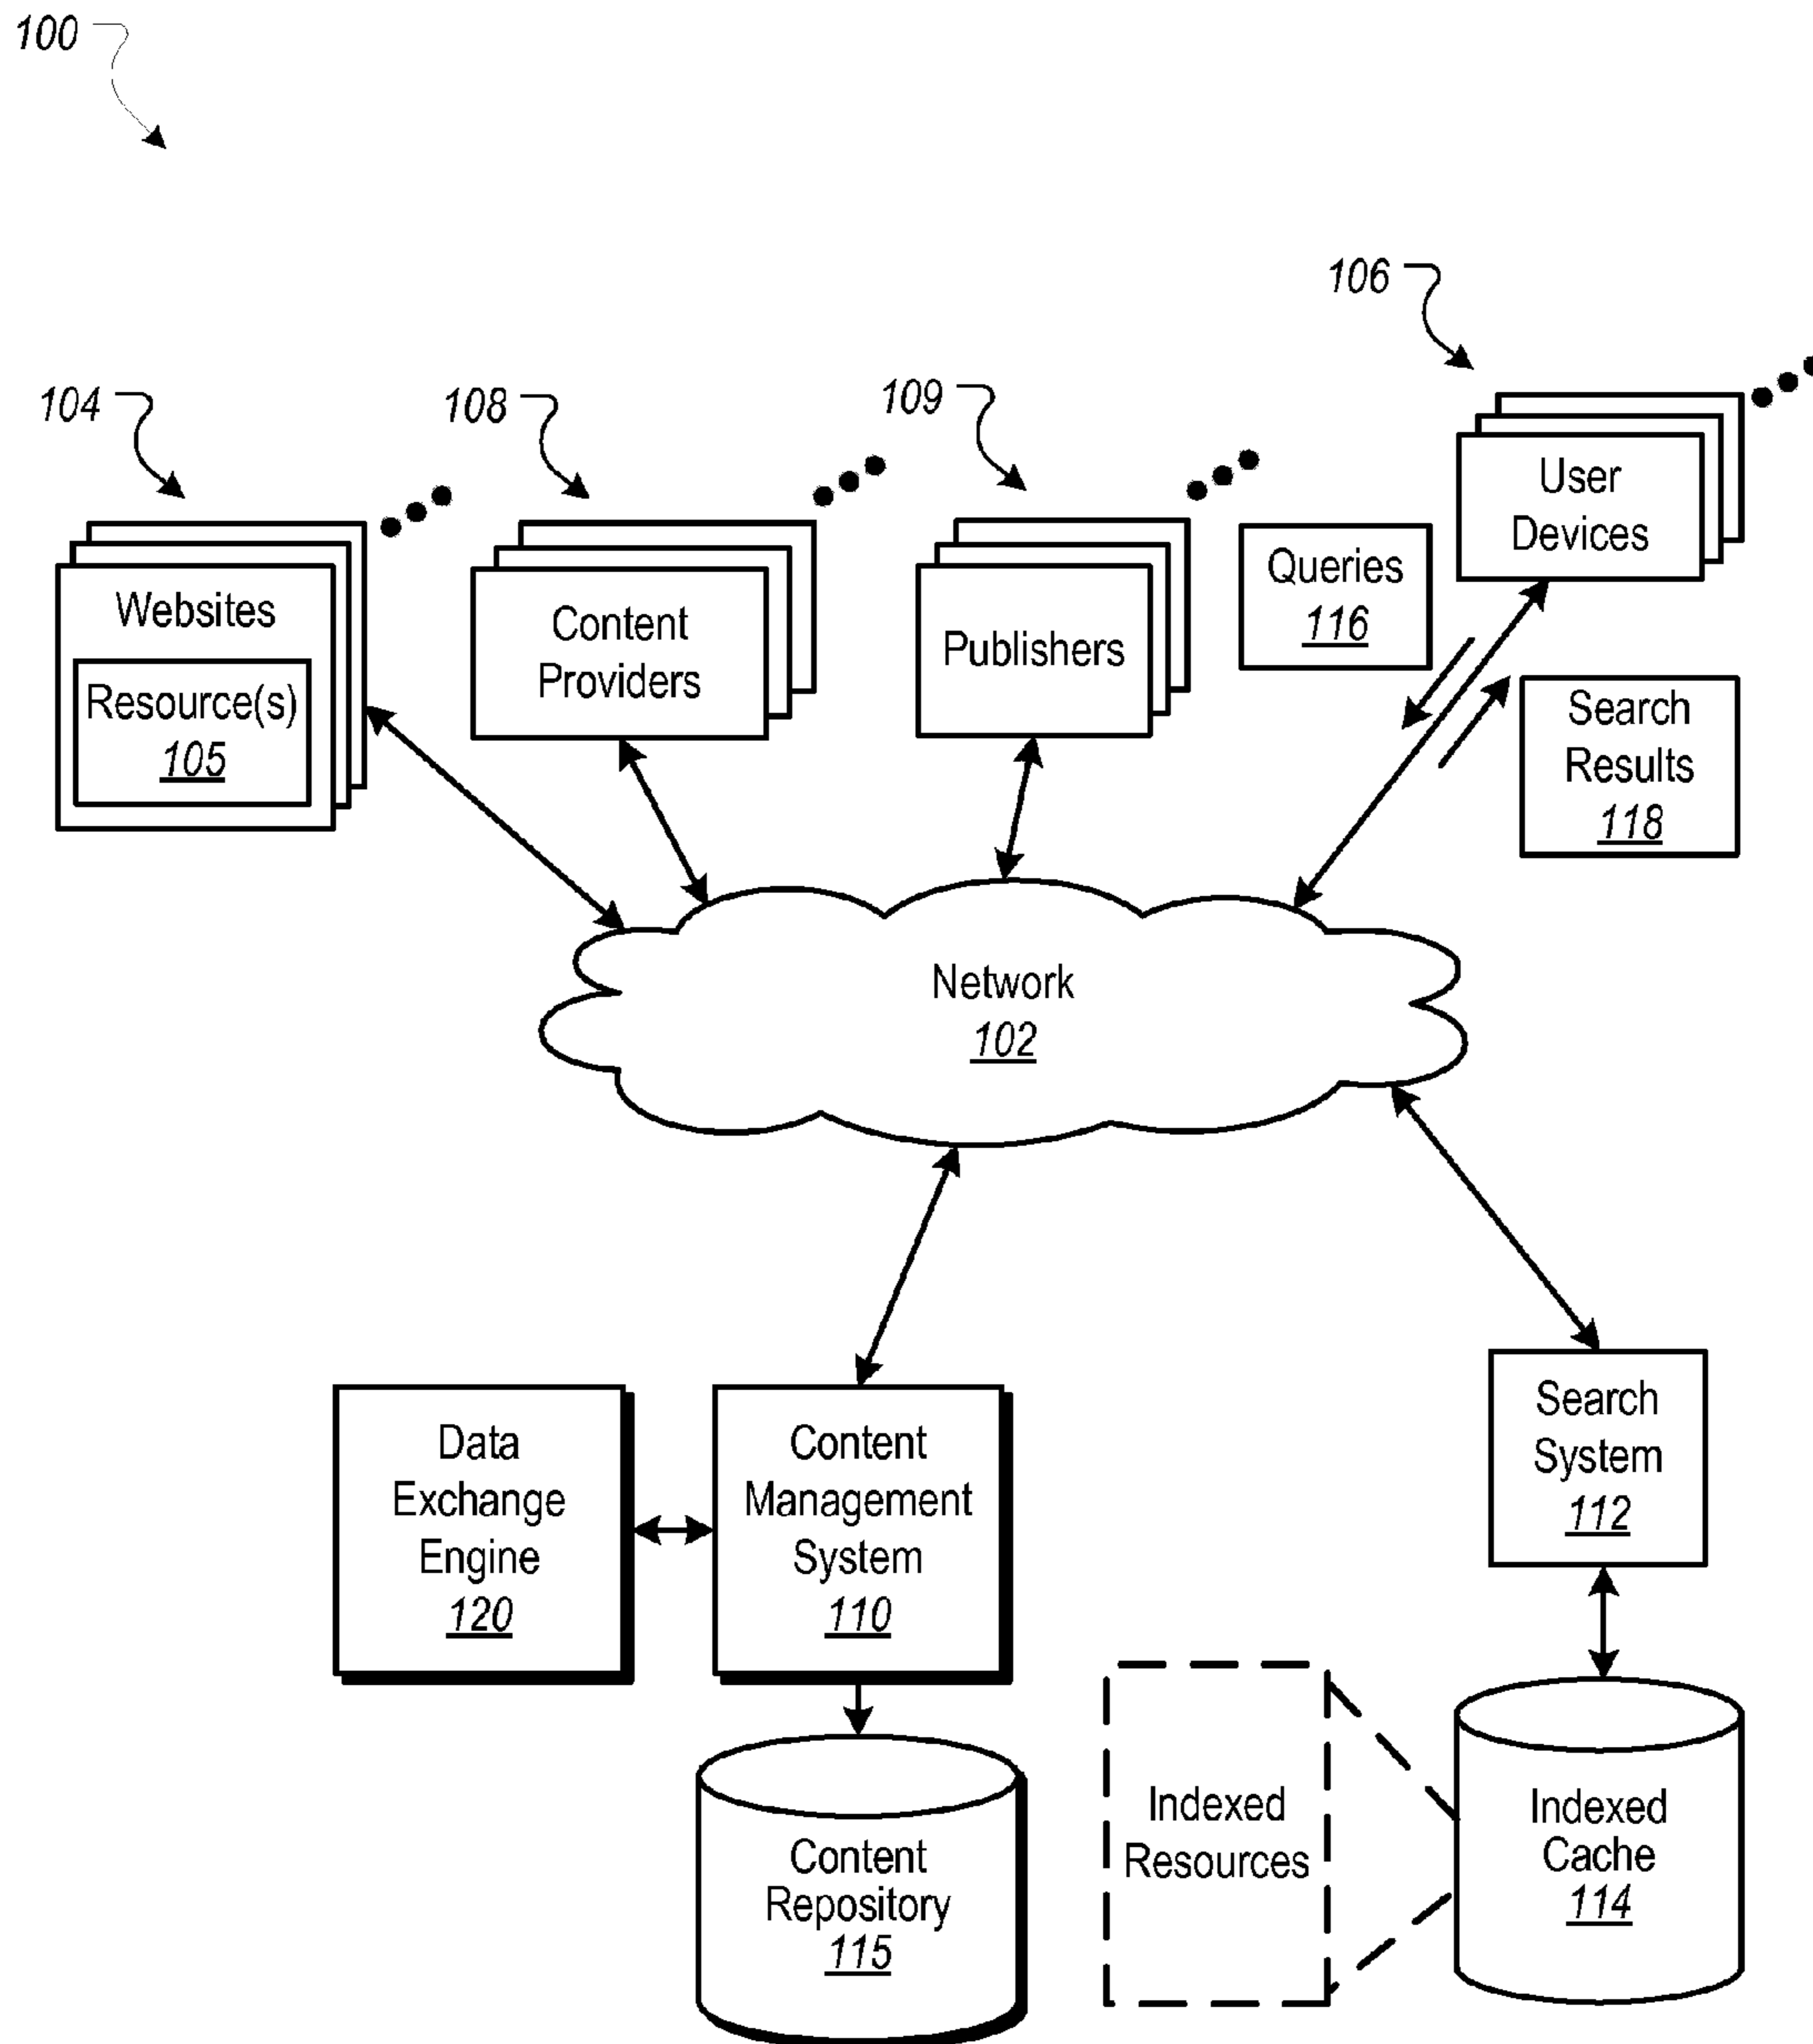 100
106
104
108
109
User
Devices
Websites
Resource(s)
105
Content
Providers
Publishers
Queries
116
Search
Results
118
Network
102
Data
Exchange
Engine
120
Content
Management
System
110
Search
System
112
Content
Repository
115
Indexed
Resources
Indexed
Cache
114